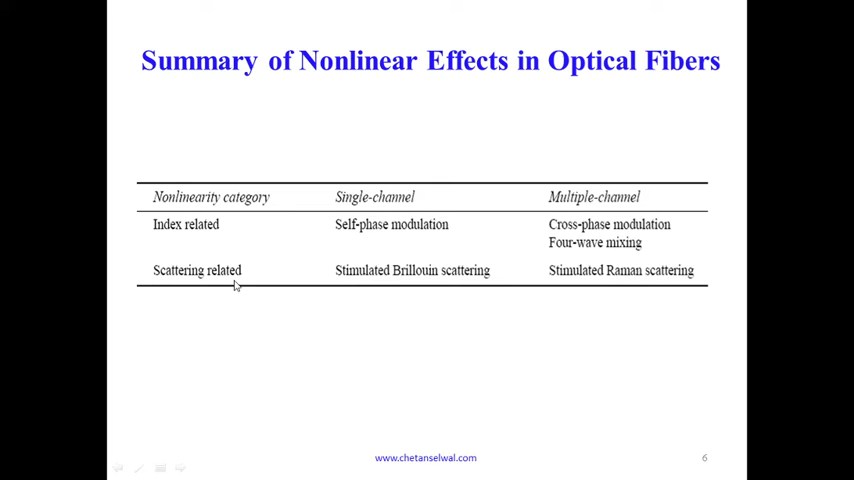 Summary of Nonlinear Effects in Optical Fibers
Nonlinearity category Single-channel Multiple-channel
Index related Self-phase modulation Cross-phase modulation
Four-wave mixing
Scattering related Stimulated Brillouin scattering Stimulated Raman scattering
www.chetanselwal.com 6